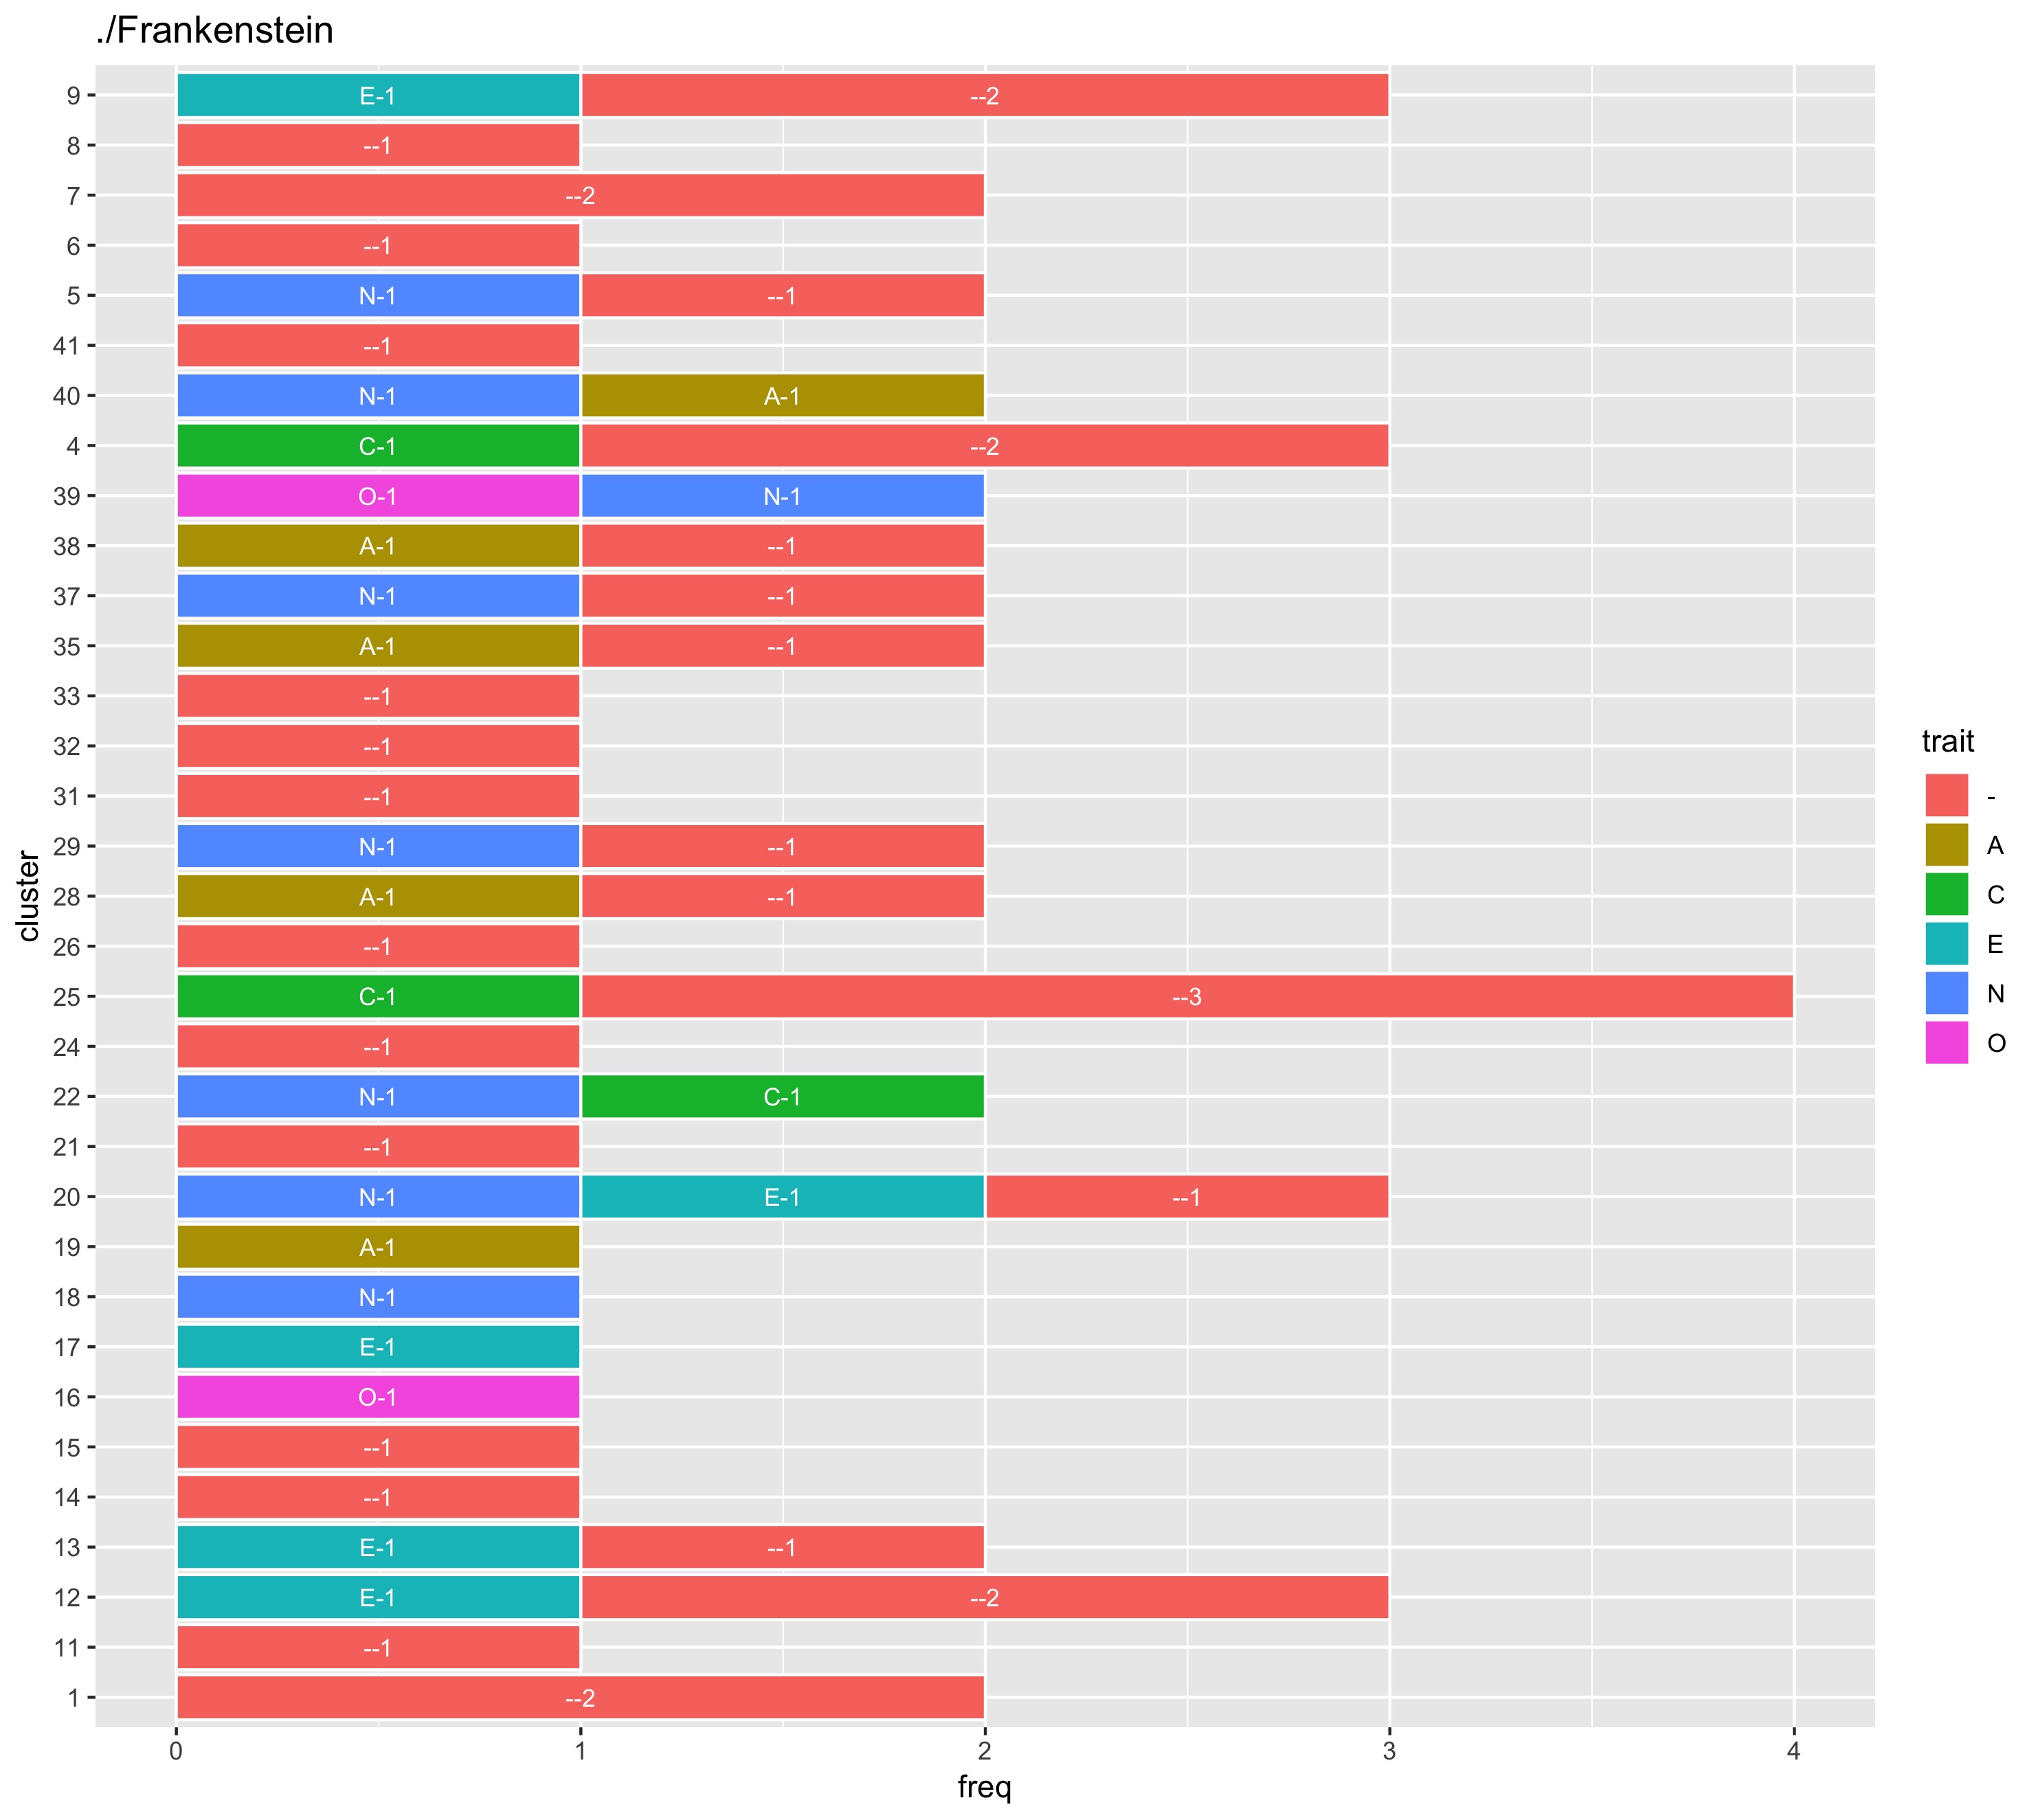 ./Frankenstein
9 E-1 --2
8 --1
7 --2
6 --1
5 N-1 --1
41 --1
40 N-1 A-1
4 C-1 --2
39 O-1 N-1
38 A-1 --1
37 N-1 --1
35 A-1 --1
33 --1
32 --1
31 --1
29 N-1 --1
28 A-1 --1
26 --1
25 C-1 --3
24 --1
22 N-1 C-1
21 --1
20 N-1 E-1 --1
19 A-1
18 N-1
17 E-1
16 O-1
15 --1
14 --1
13 E-1 --1
12 E-1 --2
11 --1
1 --2
0 1 2 3 4
freq
cluster
trait
-
A
C
E
N
O